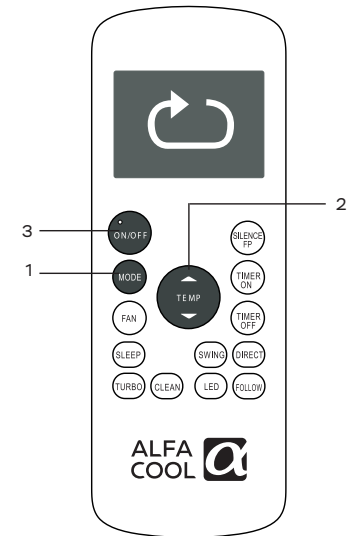 3
ON/OFF
1
MODE
2
TEMP
SILENCE
FP
TIMER
ON
FAN
TIMER
OFF
SLEEP
SWING
DIRECT
TURBO
CLEAN
LED
FOLLOW
ALFA
COOL
α